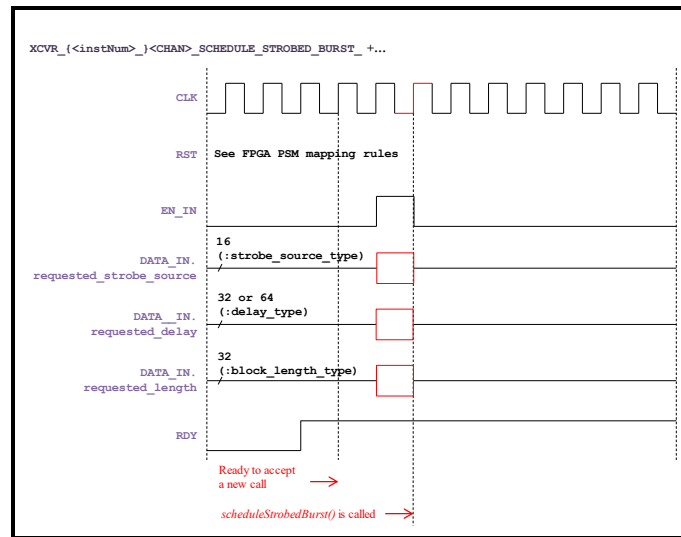 XCVR_{<instNum>_}<CHAN>_SCHEDULE_STROBED_BURST_ +…
CLK
RST See FPGA PSM mapping rules
EN_IN
16
(:strobe_source_type)
DATA_IN.
requested_strobe_source
32 or 64
(:delay_type)
DATA__IN.
requested_delay
32
(:block_length_type)
DATA_IN.
requested_length
RDY
Ready to accept
a new call
scheduleStrobedBurst() is called